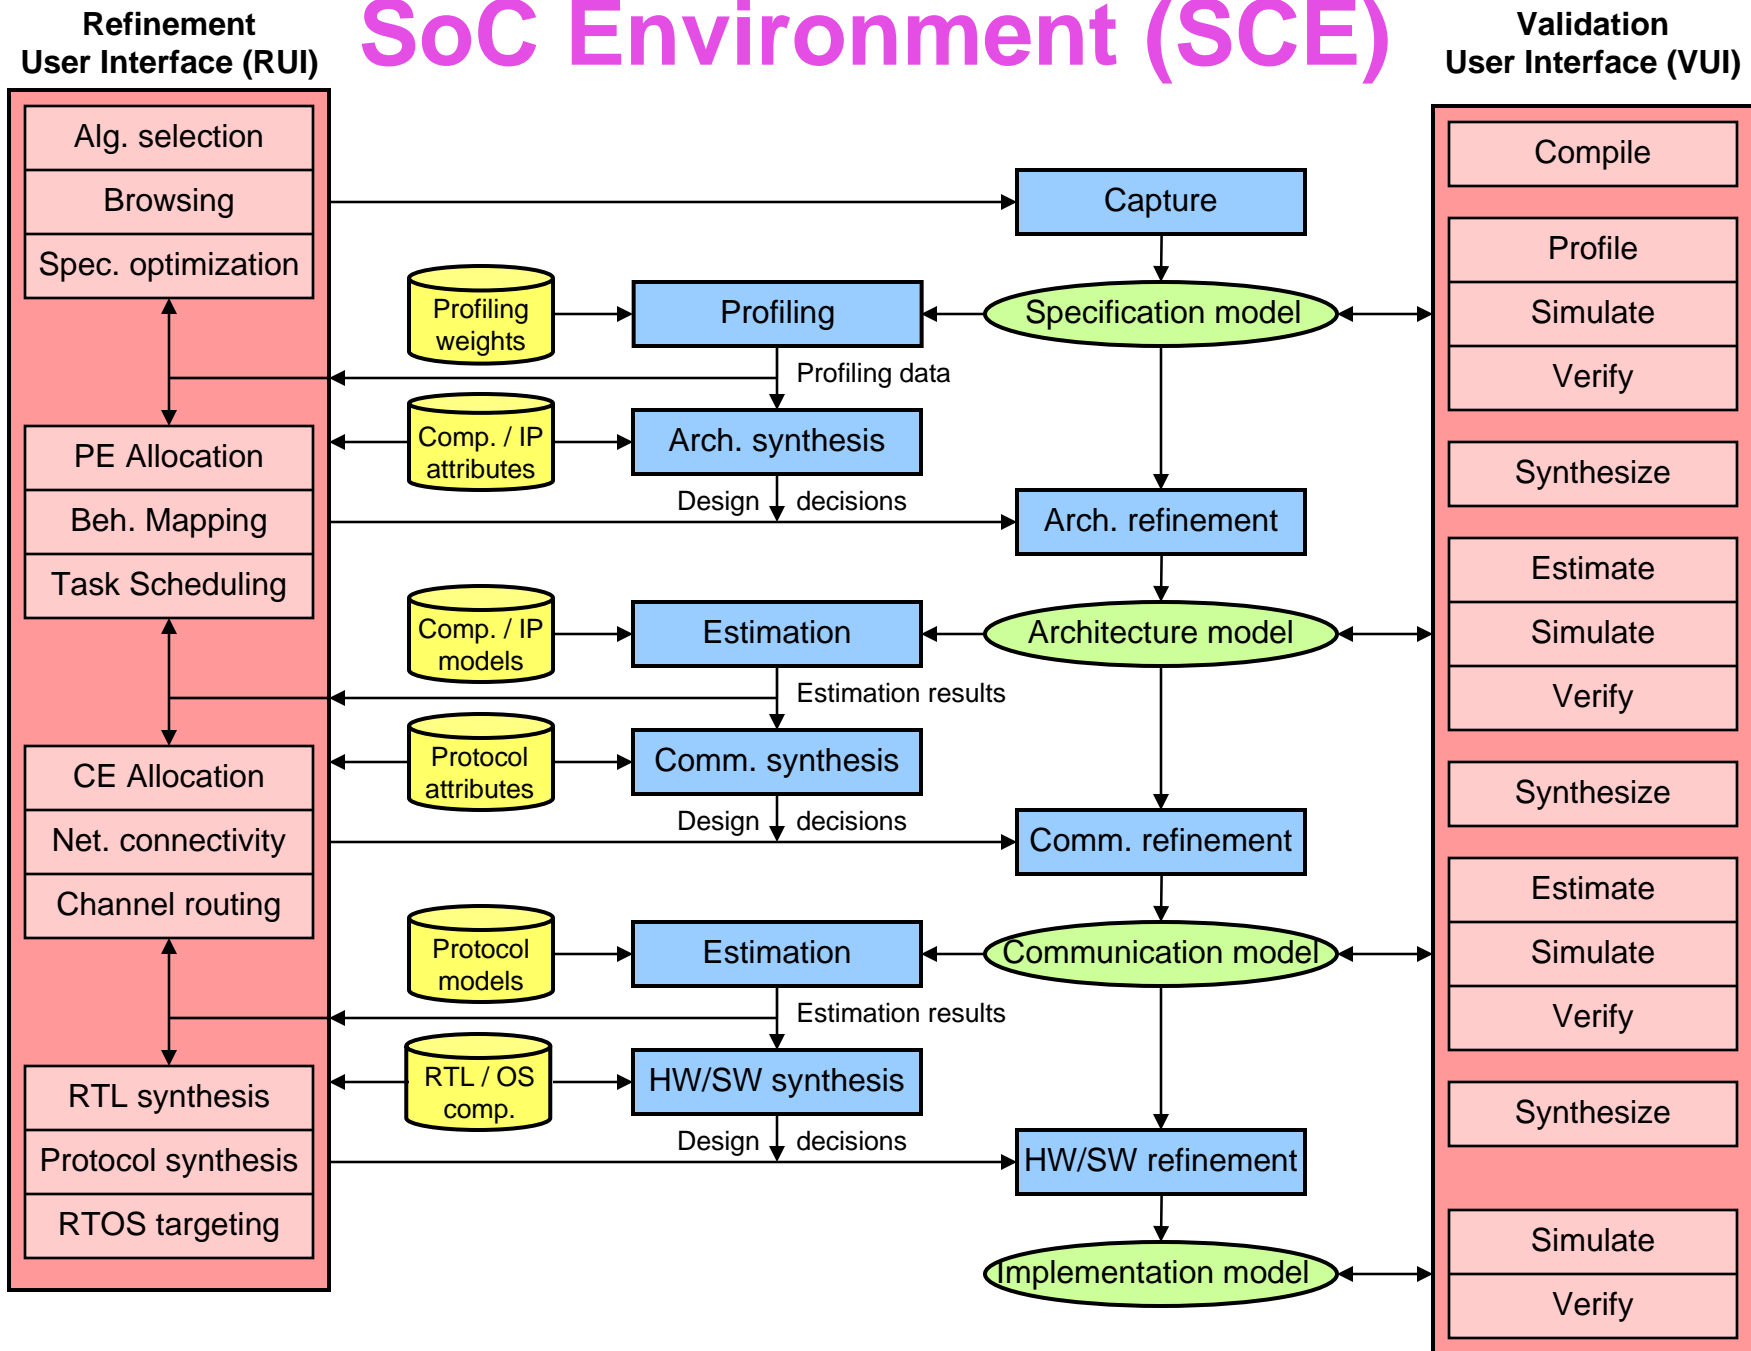 SoC Environment (SCE)
Refinement
User Interface (RUI)
Validation
User Interface (VUI)
Alg. selection
Browsing
Spec. optimization
PE Allocation
Beh. Mapping
Task Scheduling
CE Allocation
Net. connectivity
Channel routing
RTL synthesis
Protocol synthesis
RTOS targeting
Capture
Profiling
weights
Profiling
Specification model
Profiling data
Comp. / IP
attributes
Arch. synthesis
Design decisions
Arch. refinement
Comp. / IP
models
Estimation
Architecture model
Estimation results
Protocol
attributes
Comm. synthesis
Design decisions
Comm. refinement
Protocol
models
Estimation
Communication model
Estimation results
RTL / OS
comp.
HW/SW synthesis
Design decisions
HW/SW refinement
Implementation model
Compile
Profile
Simulate
Verify
Synthesize
Estimate
Simulate
Verify
Synthesize
Estimate
Simulate
Verify
Synthesize
Simulate
Verify